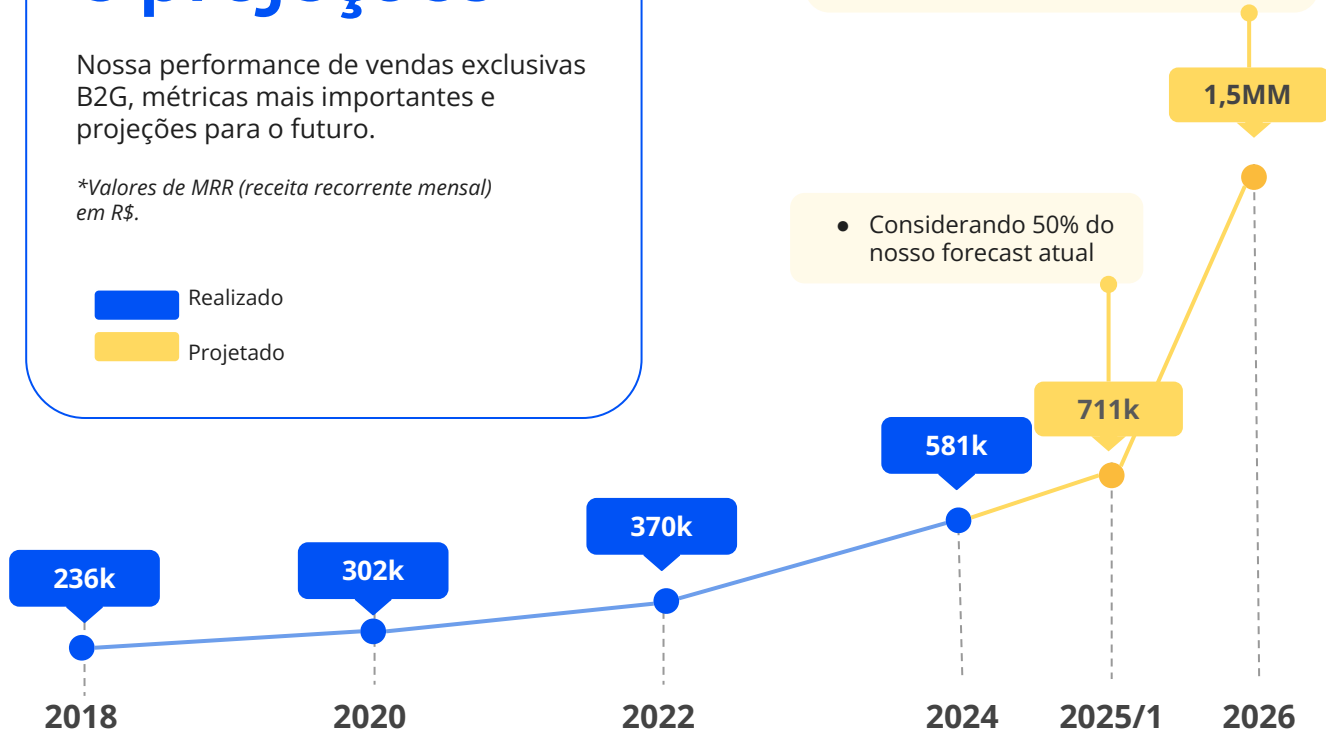 e projeções
Nossa performance de vendas exclusivas
B2G, métricas mais importantes e
projeções para o futuro.
*Valores de MRR (receita recorrente mensal)
em R$.
Realizado
Projetado
1,5MM
● Considerando 50% do
nosso forecast atual
711k
581k
370k
302k
236k
2018
2020
2022
2024
2025/1
2026